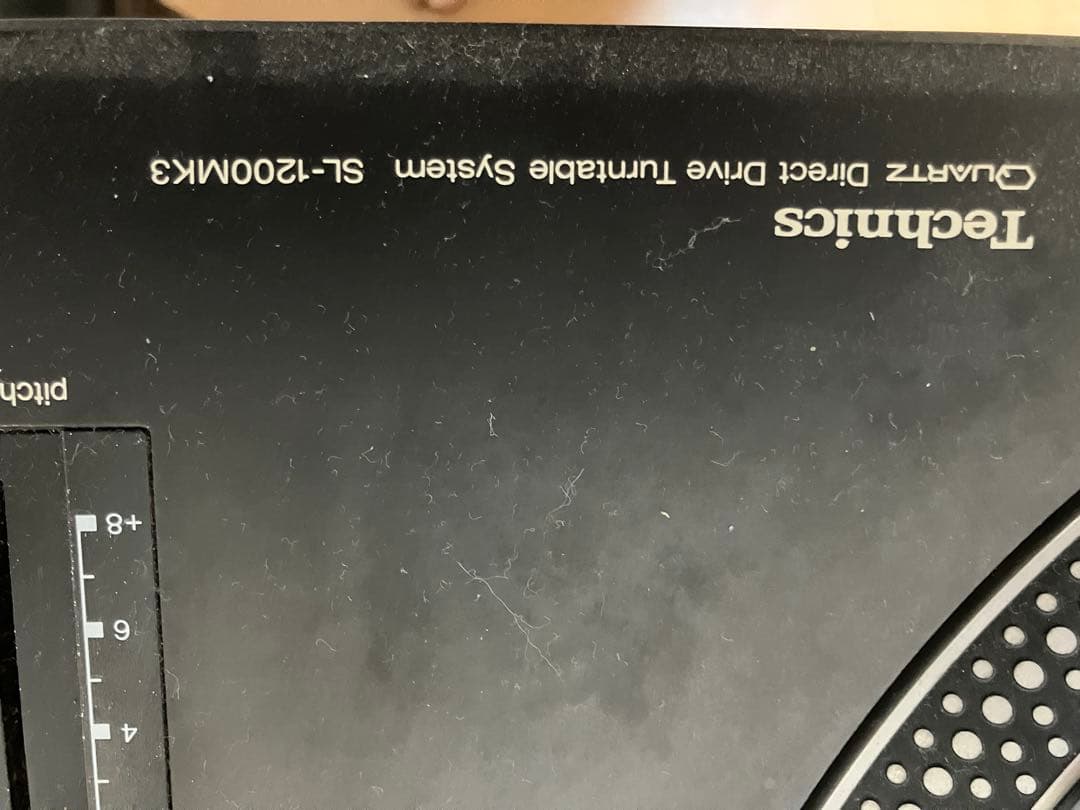 Technics
QUARTZ Direct Drive Turntable System SL-1200MK3
pitch
4
6
+8